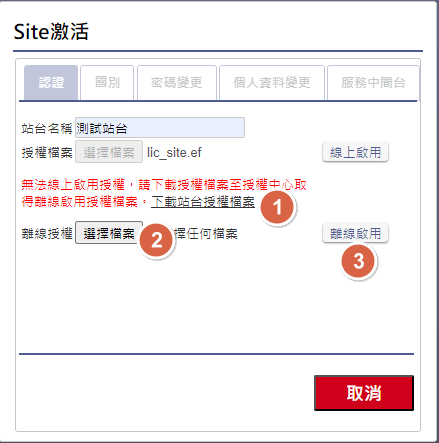 Site激活
認證 國別 密碼變更 個人資料變更 服務中間台
站台名稱 測試站台
授權檔案 選擇檔案 lic_site.ef 線上啟用
無法線上啟用授權，請下載授權檔案至授權中心取
得離線啟用授權檔案。下載站台授權檔案 1
離線授權 選擇檔案 2 擇任何檔案 離線啟用 3
取消